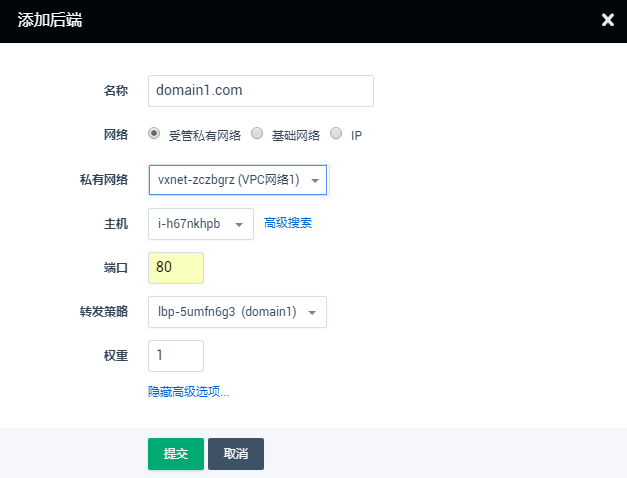 添加后端
名称 domain1.com
网络 受管私有网络 基础网络 IP
私有网络 vxnet-zczbgrz (VPC网络1)
主机 i-h67nkhpb 高级搜索
端口 80
转发策略 lbp-5umfn6g3 (domain1)
权重 1
隐藏高级选项...
提交 取消